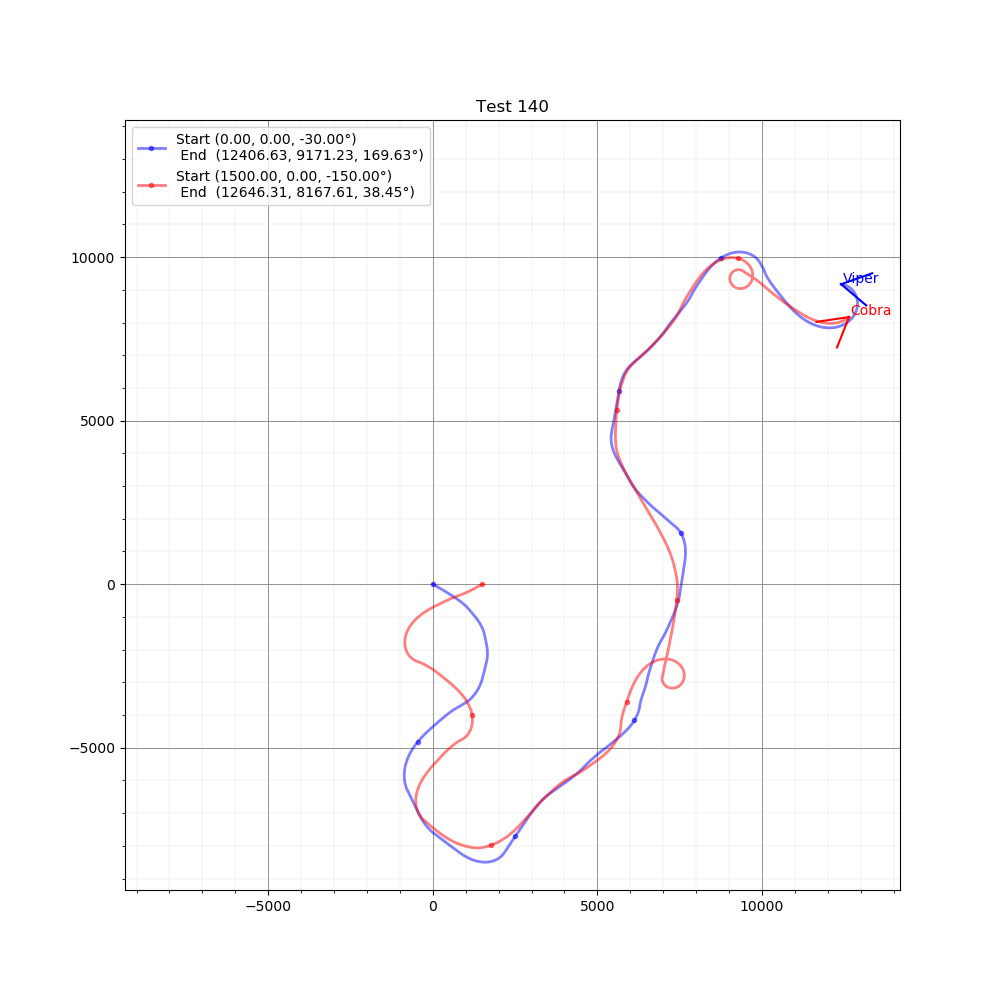 Test 140
Start (0.00, 0.00, -30.00°)
End  (12406.63, 9171.23, 169.63°)
Start (1500.00, 0.00, -150.00°)
End  (12646.31, 8167.61, 38.45°)
10000
5000
0
−5000
Viper
Cobra
−5000
0
5000
10000